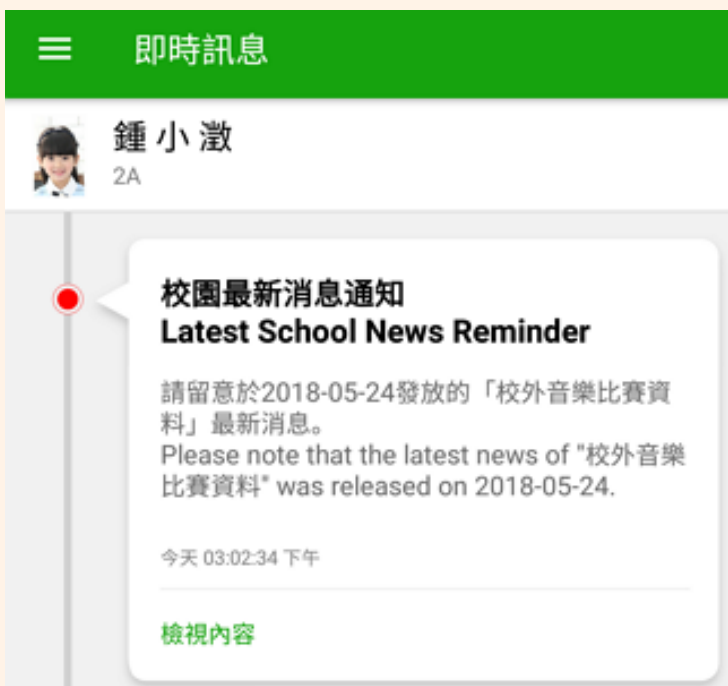 即時訊息
鍾小澂
2A
校園最新消息通知
Latest School News Reminder
請留意於2018-05-24發放的「校外音樂比賽資
料」最新消息。
Please note that the latest news of "校外音樂
比賽資料" was released on 2018-05-24.
今天 03:02:34 下午
檢視內容